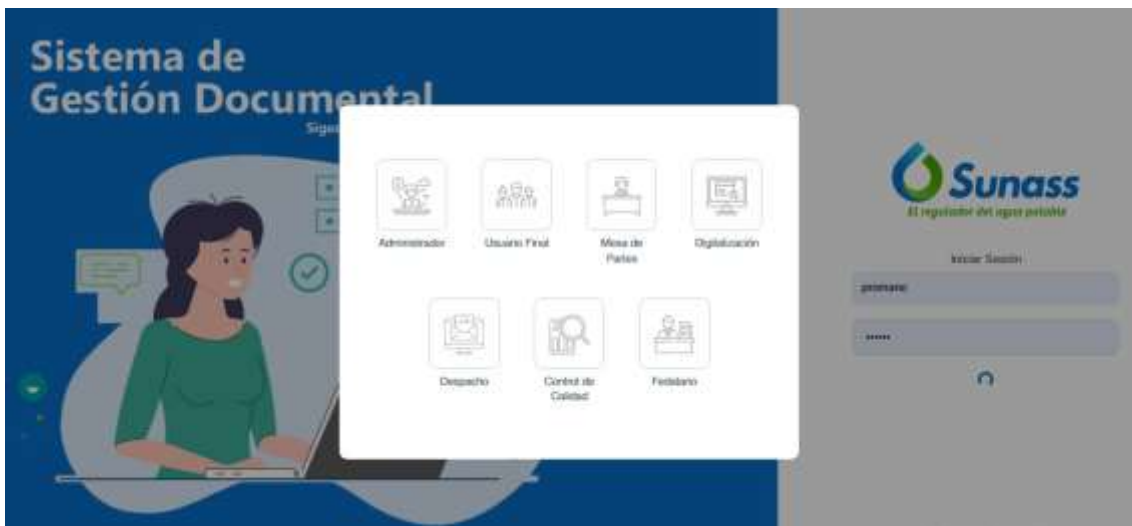 Sistema de
Gestión Documental
Administrador
Usuario Final
Mesa de
Partes
Digitalización
Despacho
Control de
Calidad
Fedatario
Sunass
El regulador del agua potable
Iniciar Sesión